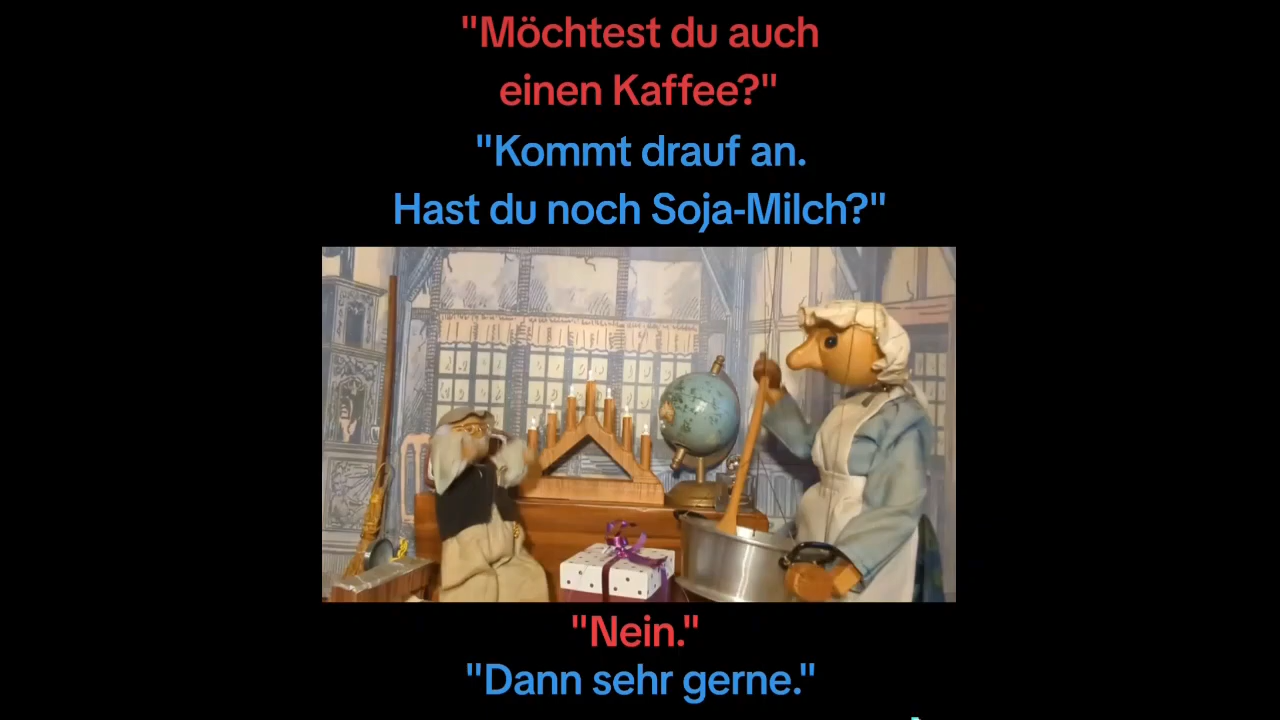 "Möchtest du auch
einen Kaffee?"
"Kommt drauf an.
Hast du noch Soja-Milch?"
"Nein."
"Dann sehr gerne."